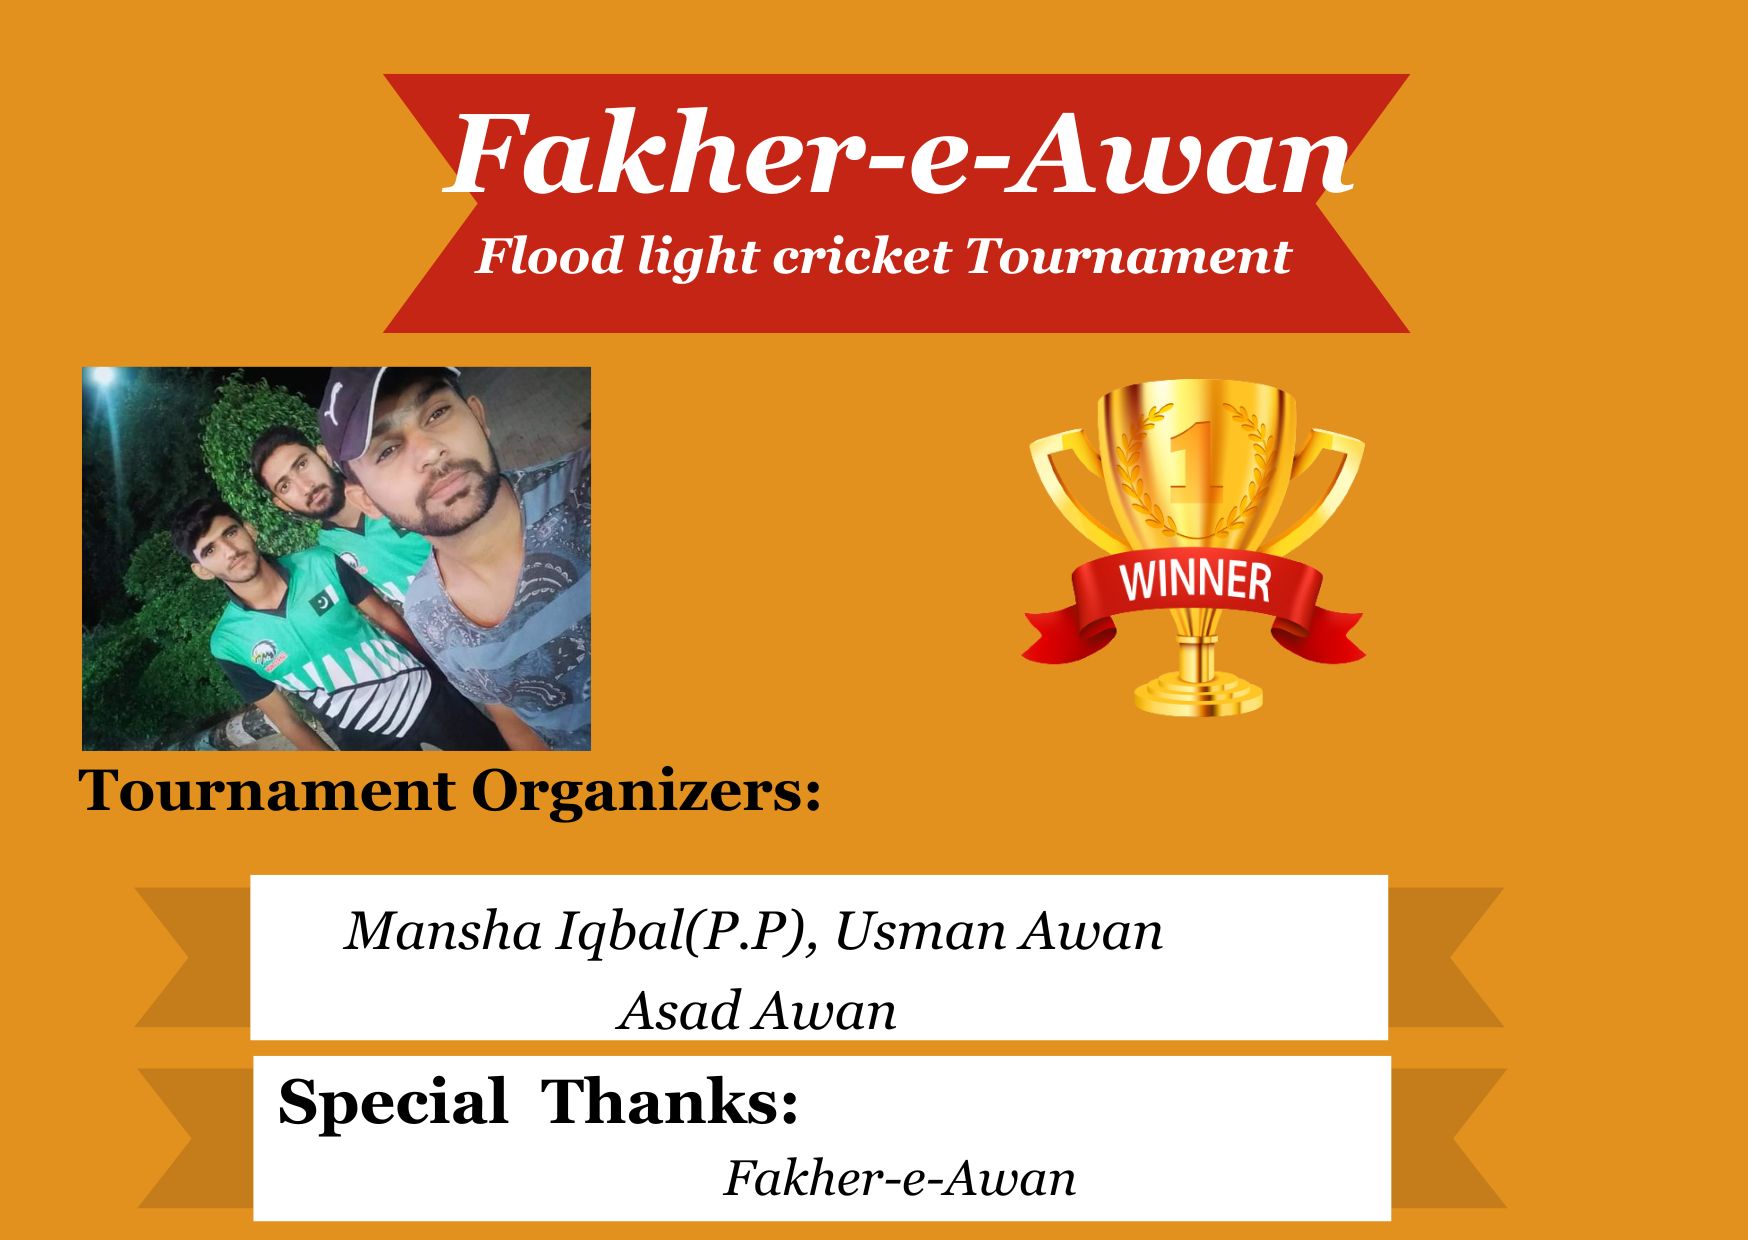 Fakher-e-Awan
Flood light cricket Tournament
1
WINNER
Tournament Organizers:
Mansha Iqbal(P.P), Usman Awan
Asad Awan
Special Thanks:
Fakher-e-Awan